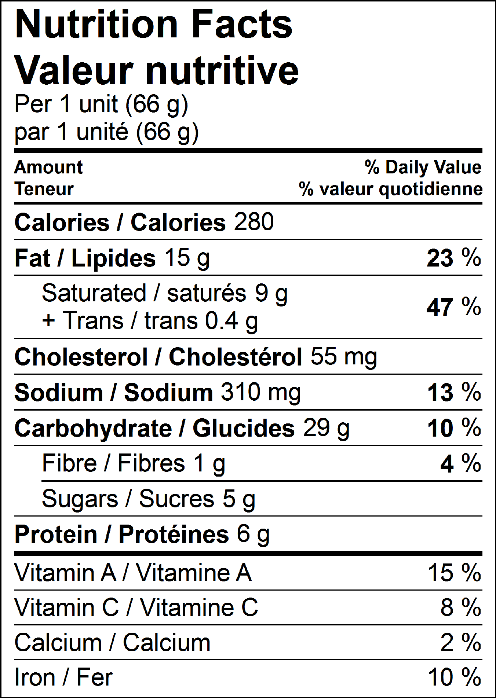 Nutrition Facts
Valeur nutritive
Per 1 unit (66 g)
par 1 unité (66 g)
Amount % Daily Value
Teneur % valeur quotidienne
Calories / Calories 280
Fat / Lipides 15 g 23 %
Saturated / saturés 9 g
+ Trans / trans 0.4 g 47 %
Cholesterol / Cholestérol 55 mg
Sodium / Sodium 310 mg 13 %
Carbohydrate / Glucides 29 g 10 %
Fibre / Fibres 1 g 4 %
Sugars / Sucres 5 g
Protein / Protéines 6 g
Vitamin A / Vitamine A 15 %
Vitamin C / Vitamine C 8 %
Calcium / Calcium 2 %
Iron / Fer 10 %